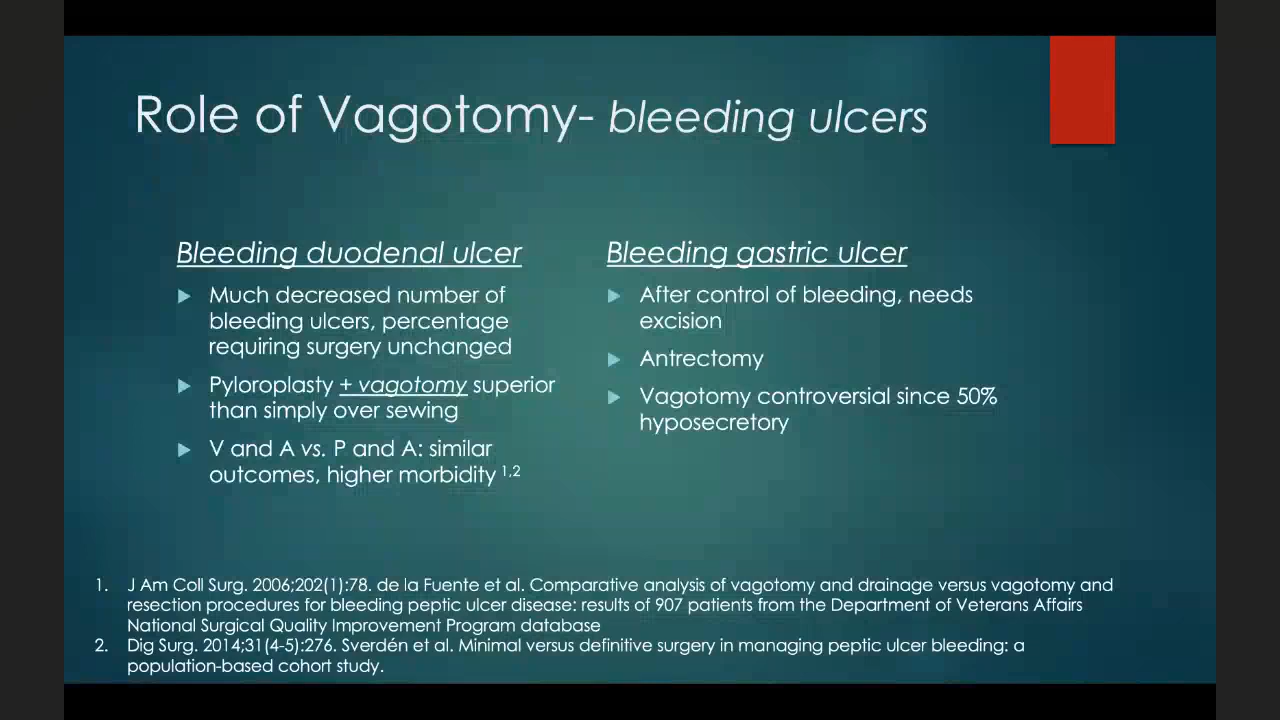 Role of Vagotomy- bleeding ulcers
Bleeding duodenal ulcer
Much decreased number of
bleeding ulcers, percentage
requiring surgery unchanged
Pyloroplasty + vagotomy superior
than simply over sewing
V and A vs. P and A: similar
outcomes, higher morbidity 1,2
Bleeding gastric ulcer
After control of bleeding, needs
excision
Antrectomy
Vagotomy controversial since 50%
hyposecretory
1. J Am Coll Surg. 2006;202(1):78. de la Fuente et al. Comparative analysis of vagotomy and drainage versus vagotomy and
resection procedures for bleeding peptic ulcer disease: results of 907 patients from the Department of Veterans Affairs
National Surgical Quality Improvement Program database
2. Dig Surg. 2014;31(4-5):276. Sverdén et al. Minimal versus definitive surgery in managing peptic ulcer bleeding: a
population-based cohort study.